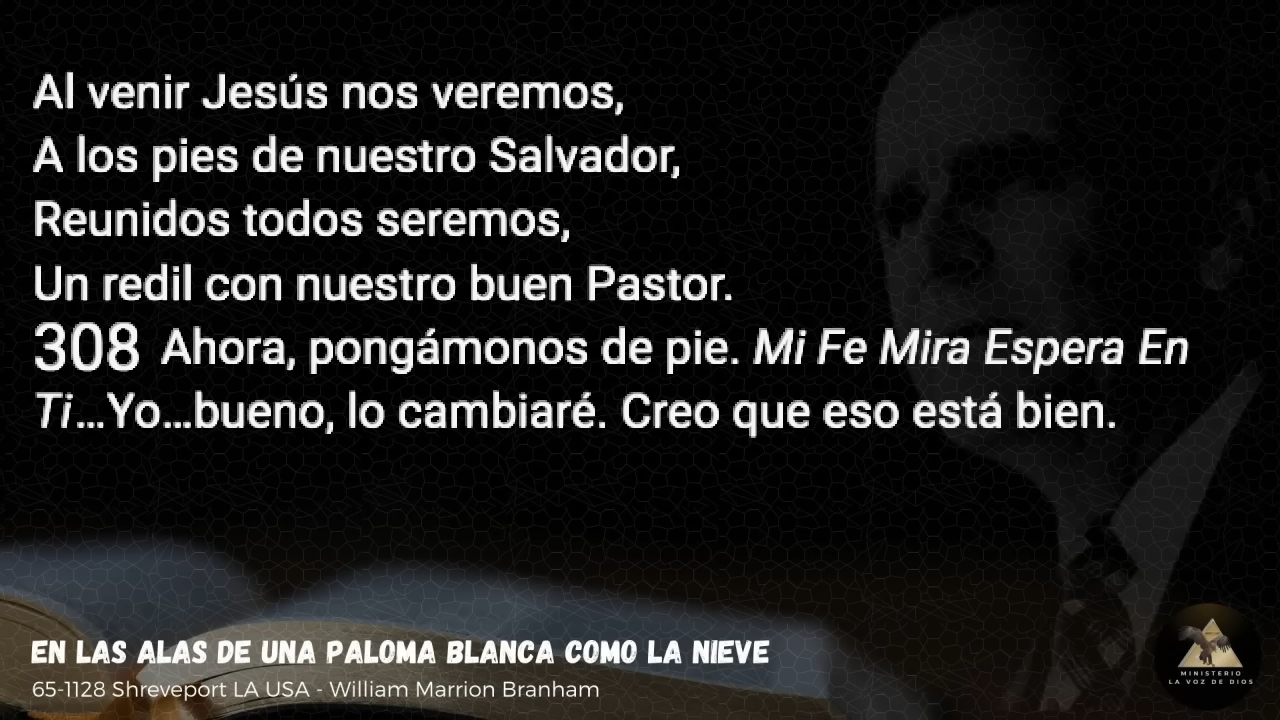 Al venir Jesús nos veremos,
A los pies de nuestro Salvador,
Reunidos todos seremos,
Un redil con nuestro buen Pastor.
308 Ahora, pongámonos de pie. Mi Fe Mira Espera En
Ti…Yo…bueno, lo cambiaré. Creo que eso está bien.
EN LAS ALAS DE UNA PALOMA BLANCA COMO LA NIEVE
65-1128 Shreveport LA USA - William Marrion Branham
MINISTERIO
LA VOZ DE DIOS